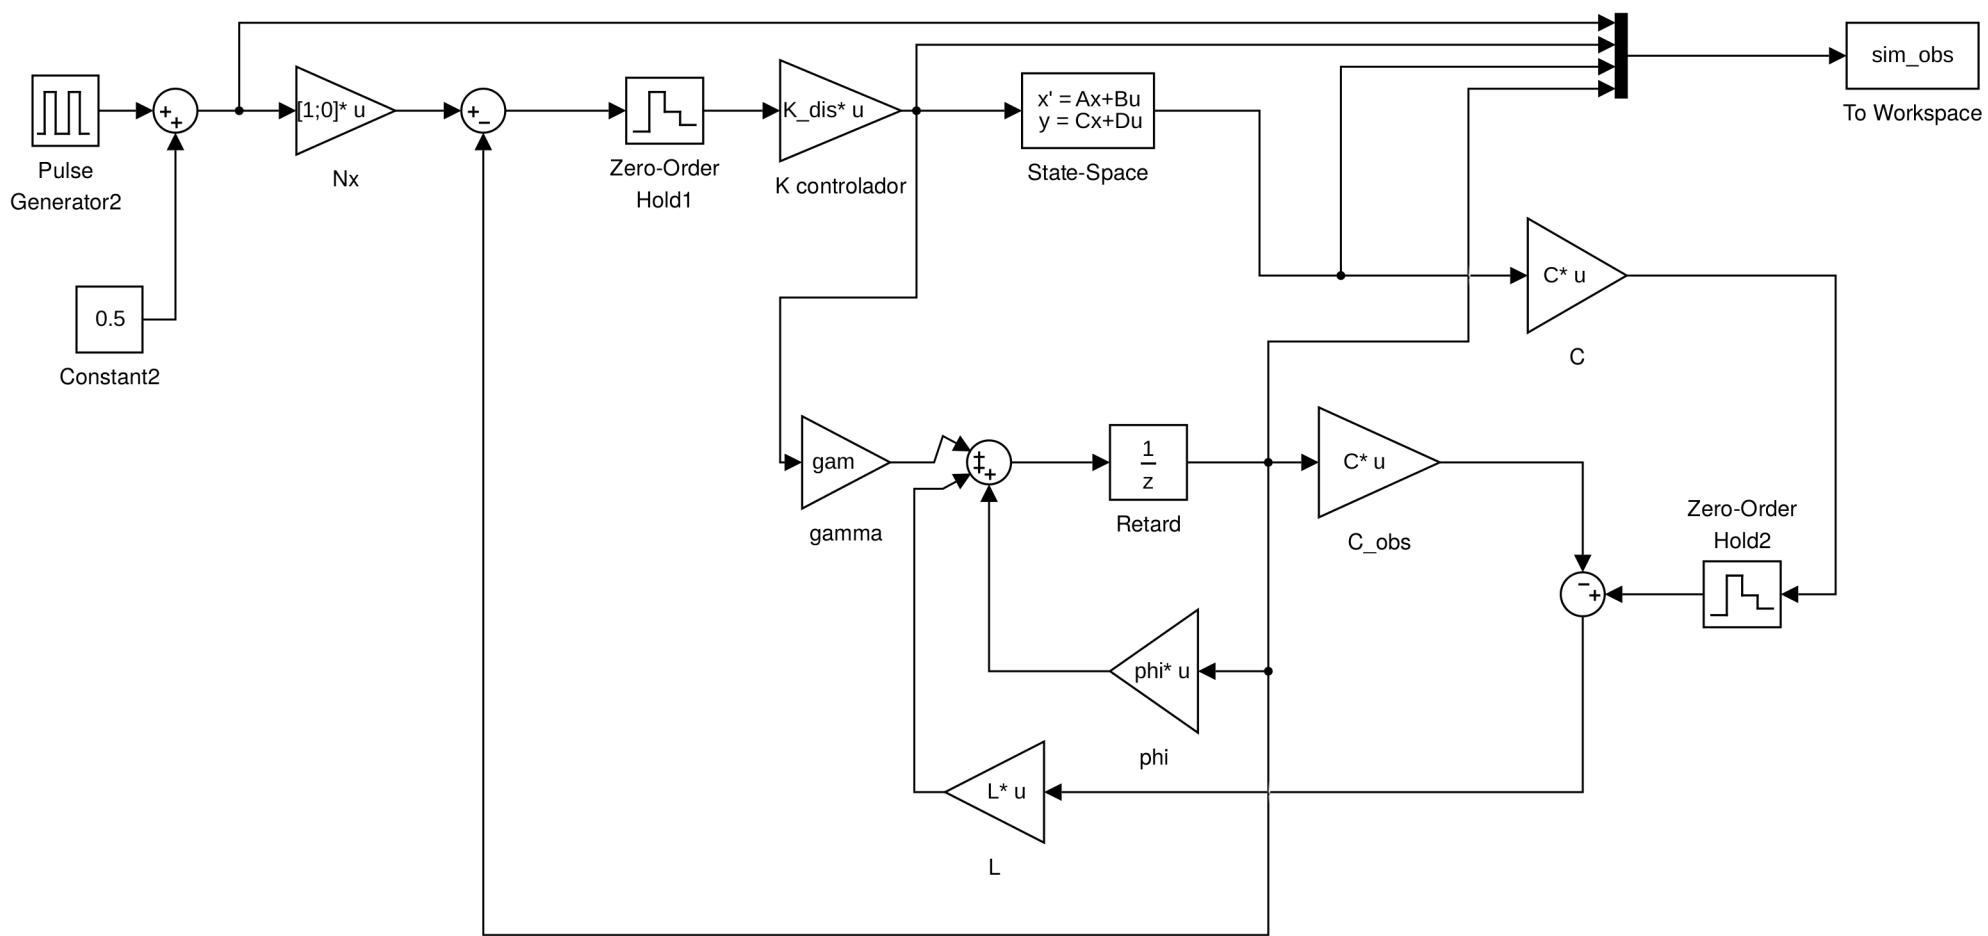 sim_obs
To Workspace
[1;0]* u
K_dis* u
x' = Ax+Bu
y = Cx+Du
Pulse
Generator2
Nx
Zero-Order
Hold1
K controlador
State-Space
C* u
C
0.5
Constant2
gam
gamma
1
z
Retard
C* u
C_obs
Zero-Order
Hold2
phi* u
phi
L* u
L